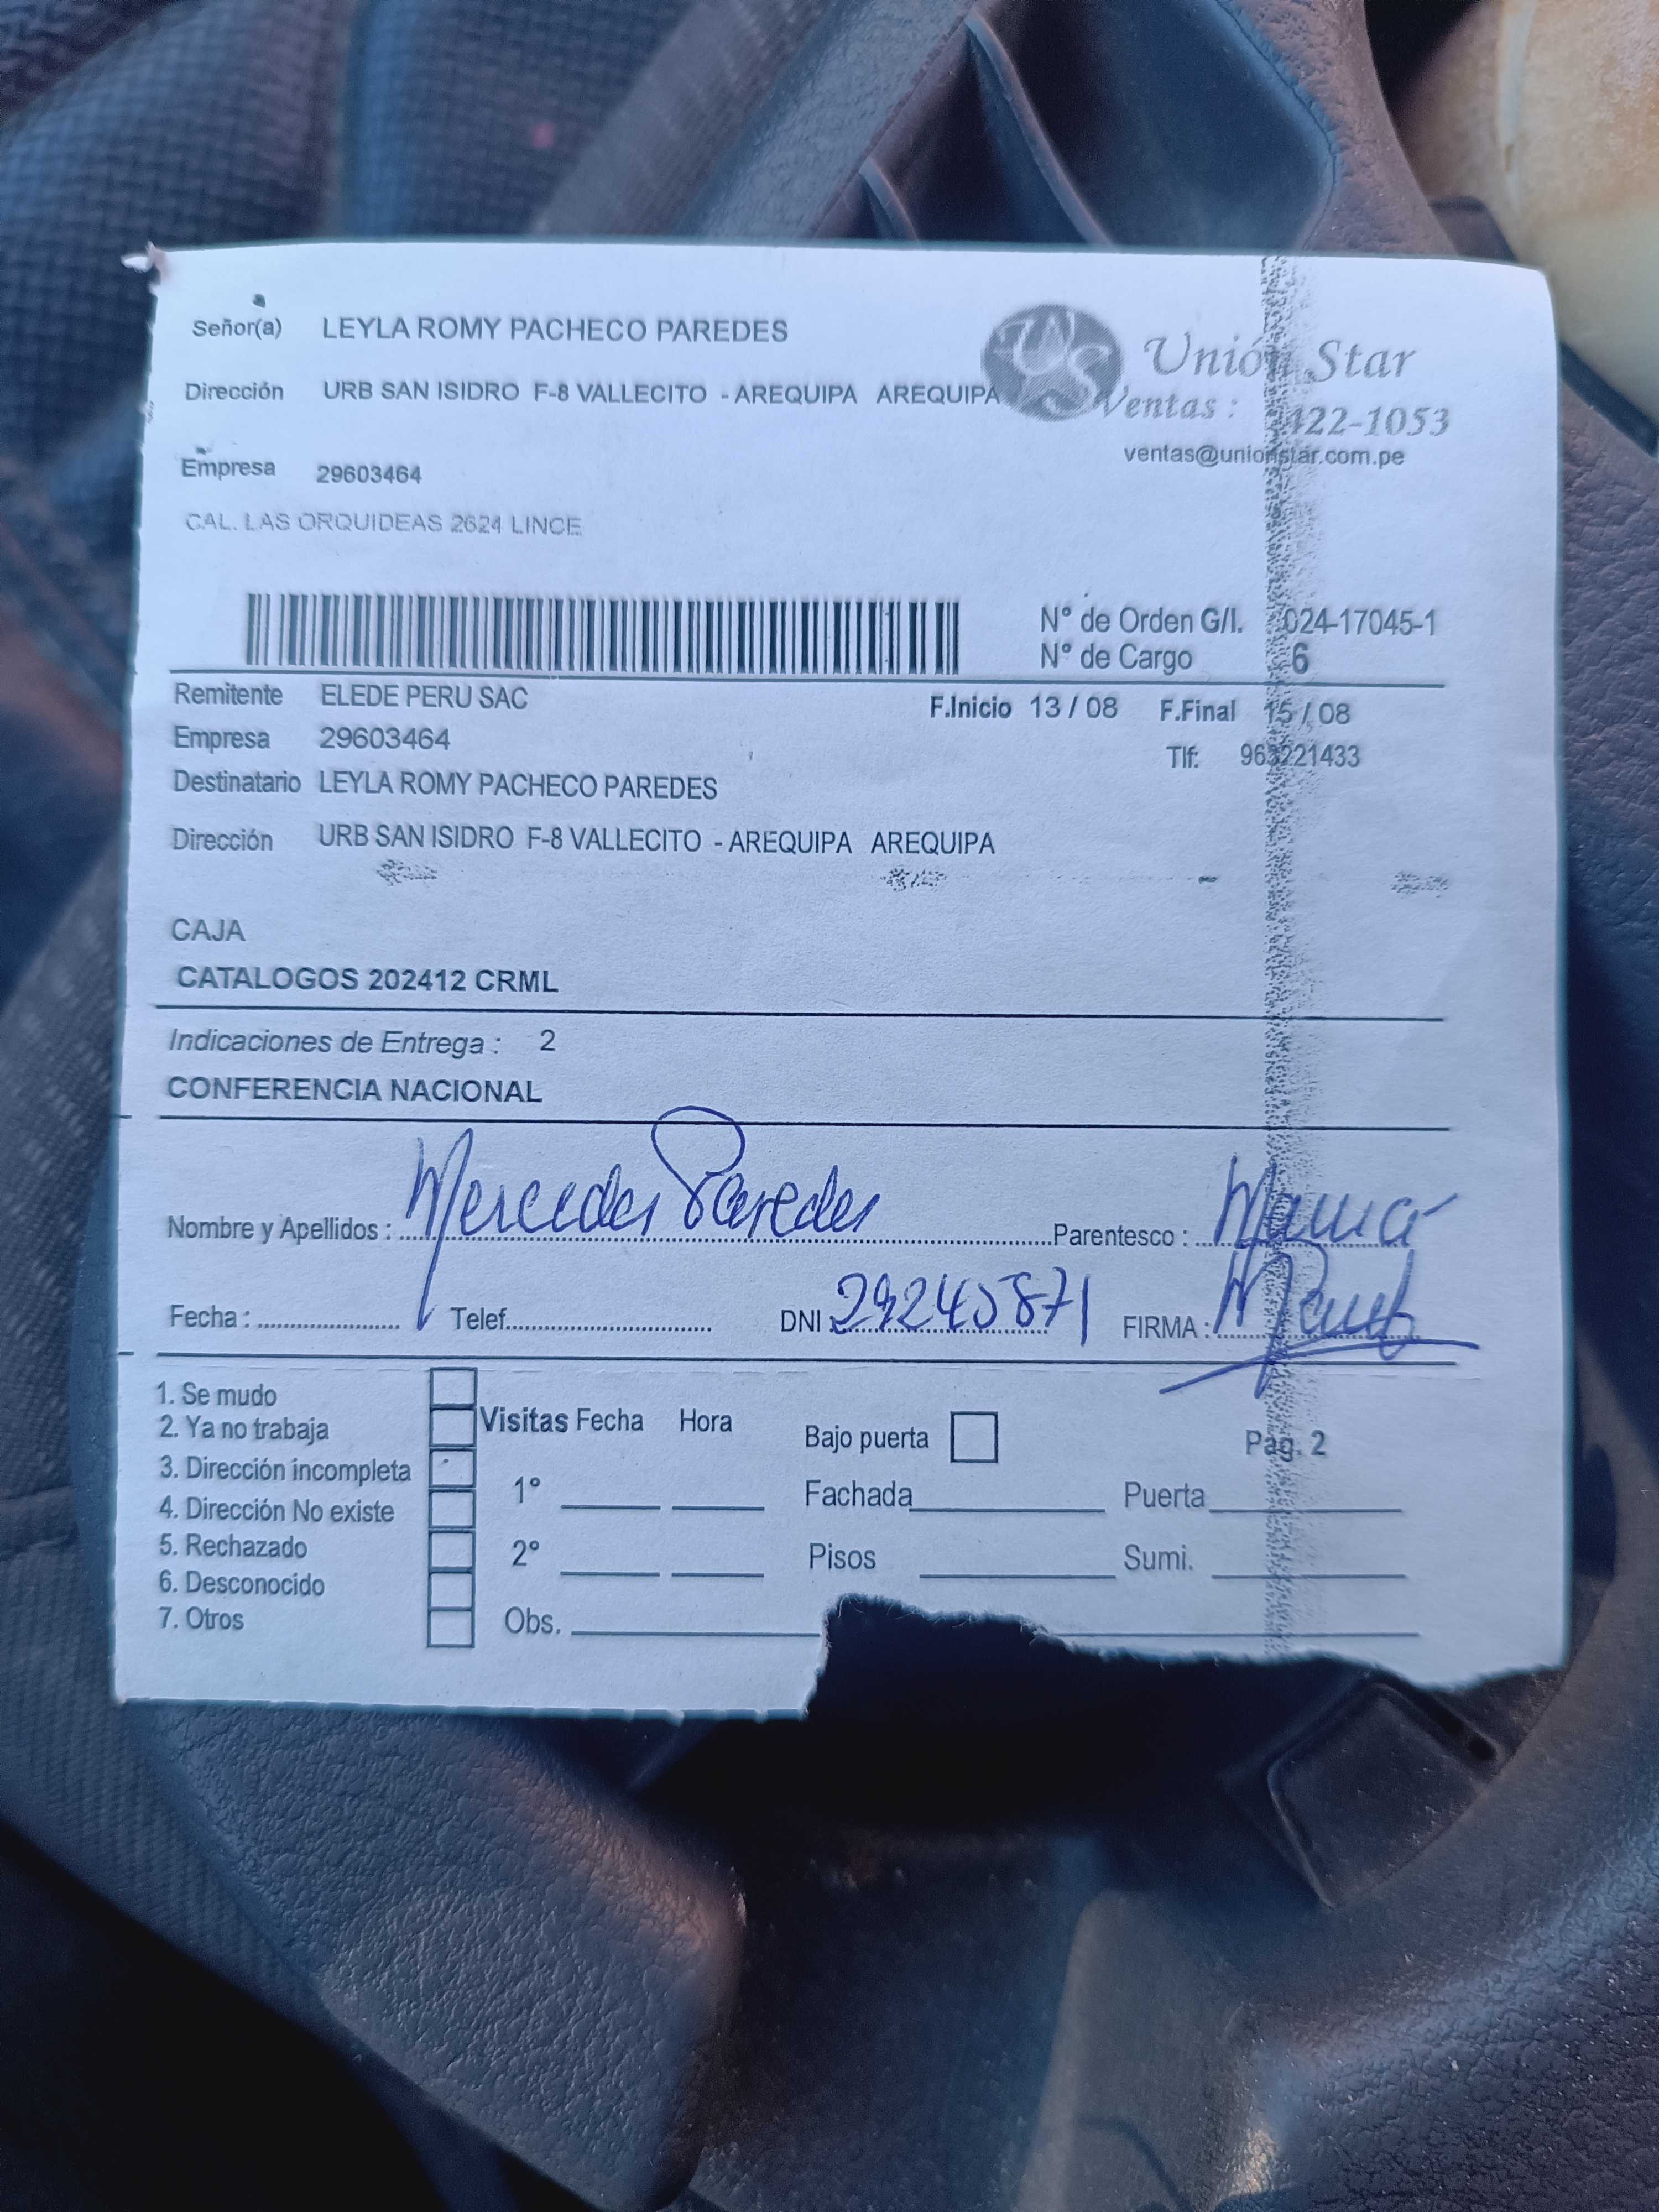 Señor(a) LEYLA ROMY PACHECO PAREDES
Dirección URB SAN ISIDRO F-8 VALLECITO - AREQUIPA AREQUIPA
Unión Star
Ventas : 422-1053
ventas@unionstar.com.pe
Empresa 29603464
CAL. LAS ORQUIDEAS 2624 LINCE
N° de Orden G/I. 024-17045-1
N° de Cargo 6
Remitente ELEDE PERU SAC F.Inicio 13 / 08 F.Final 15 / 08
Empresa 29603464 Tlf: 963221433
Destinatario LEYLA ROMY PACHECO PAREDES
Dirección URB SAN ISIDRO F-8 VALLECITO - AREQUIPA AREQUIPA
CAJA
CATALOGOS 202412 CRML
Indicaciones de Entrega : 2
CONFERENCIA NACIONAL
Nombre y Apellidos : Mercedes Paredes Parentesco : Mamá
Fecha : Telef. DNI 29245871 FIRMA :
1. Se mudo
2. Ya no trabaja
3. Dirección incompleta
4. Dirección No existe
5. Rechazado
6. Desconocido
7. Otros
Visitas Fecha Hora
1°
2°
Obs.
Bajo puerta Pag. 2
Fachada Puerta
Pisos Sumi.